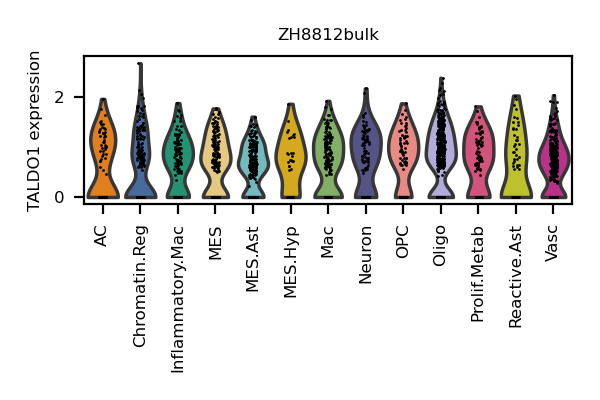 ZH8812bulk
TALDO1 expression
2
0
AC
Chromatin.Reg
Inflammatory.Mac
MES
MES.Ast
MES.Hyp
Mac
Neuron
OPC
Oligo
Prolif.Metab
Reactive.Ast
Vasc